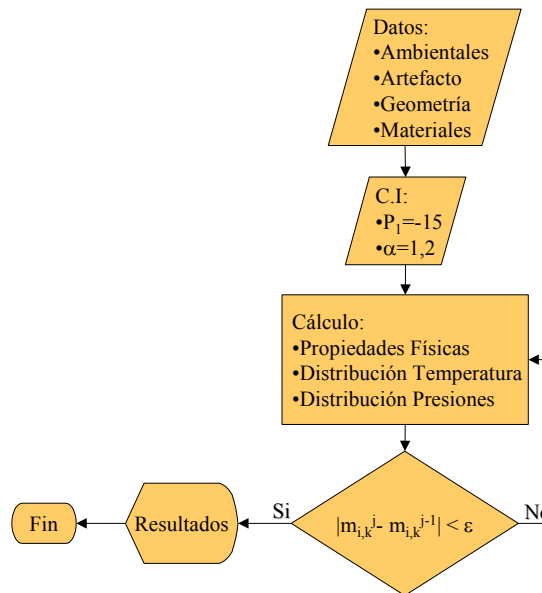 Datos:
•Ambientales
•Artefacto
•Geometría
•Materiales
C.I:
•P₁=-15
•α=1,2
Cálculo:
•Propiedades Físicas
•Distribución Temperatura
•Distribución Presiones
Si
|mᵢ,ₖʲ- mᵢ,ₖʲ⁻¹| < ε
No
Resultados
Fin